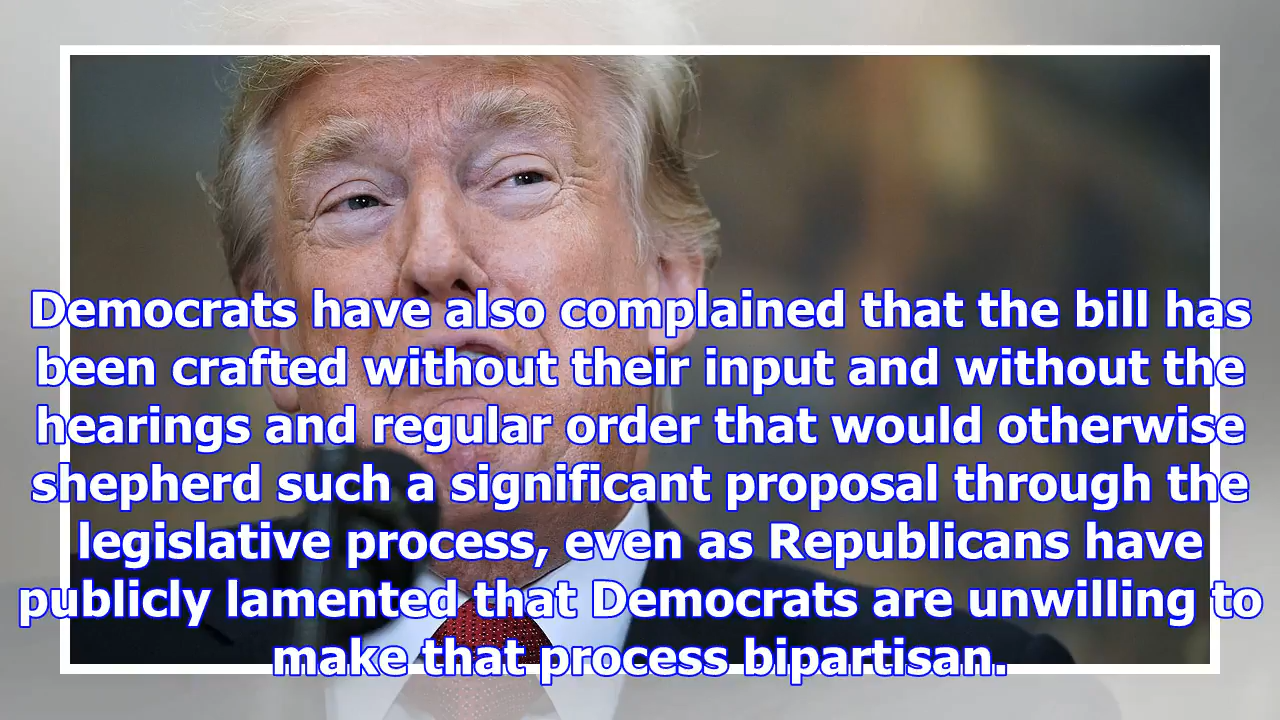 Democrats have also complained that the bill has
been crafted without their input and without the
hearings and regular order that would otherwise
shepherd such a significant proposal through the
legislative process, even as Republicans have
publicly lamented that Democrats are unwilling to
make that process bipartisan.